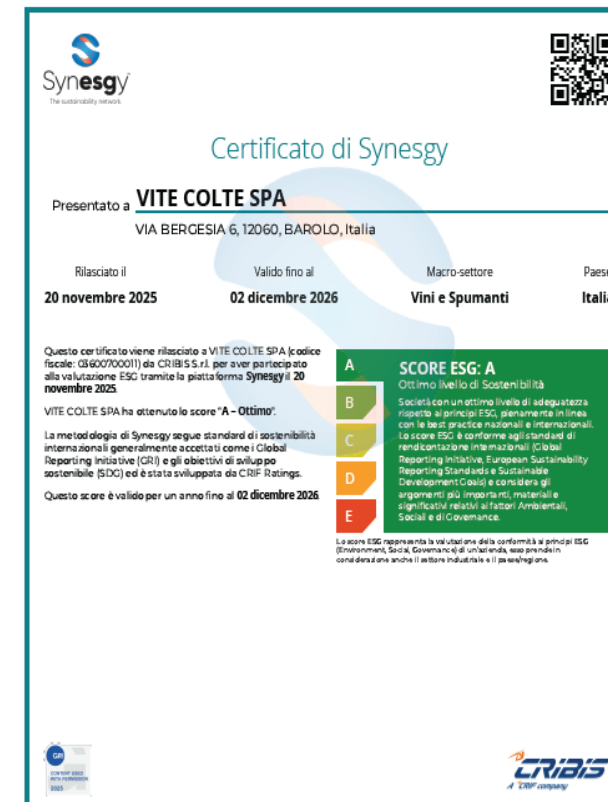 Synesgy
The sustainability network
Certificato di Synesgy
Presentato a VITE COLTE SPA
VIA BERGESIA 6, 12060, BAROLO, Italia
Rilasciato il
Valido fino al
Macro-settore
Paese
20 novembre 2025
02 dicembre 2026
Vini e Spumanti
Italia
Questo certificato viene rilasciato a VITE COLTE SPA (codice
fiscale: 03600700011) da CRIBIS S.r.l. per aver partecipato
alla valutazione ESG tramite la piattaforma Synesgy il 20
novembre 2025.
VITE COLTE SPA ha ottenuto lo score "A – Ottimo".
La metodologia di Synesgy segue standard di sostenibilità
internazionali generalmente accettati come i Global
Reporting Initiative (GRI) e gli obiettivi di sviluppo
sostenibile (SDG) ed è stata sviluppata da CRIF Ratings.
Questo score è valido per un anno fino al 02 dicembre 2026.
A
B
C
D
E
SCORE ESG: A
Ottimo livello di Sostenibilità
Società con un ottimo livello di adeguatezza
rispetto ai principi ESG, pienamente in linea
con le best practice nazionali e internazionali.
Lo score ESG è conforme agli standard di
rendicontazione internazionali (Global
Reporting Initiative, European Sustainability
Reporting Standards e Sustainable
Development Goals) e considera gli
argomenti più importanti, materiali e
significativi relativi ai fattori Ambientali,
Sociali e di Governance.
Lo score ESG rappresenta la valutazione della conformità ai principi ESG
(Environment, Social, Governance) di un'azienda, esso prende in
considerazione anche il settore industriale e il paese/regione.
GRI
CONTENT USED
WITH PERMISSION
2025
CRIBIS
A CRIF company